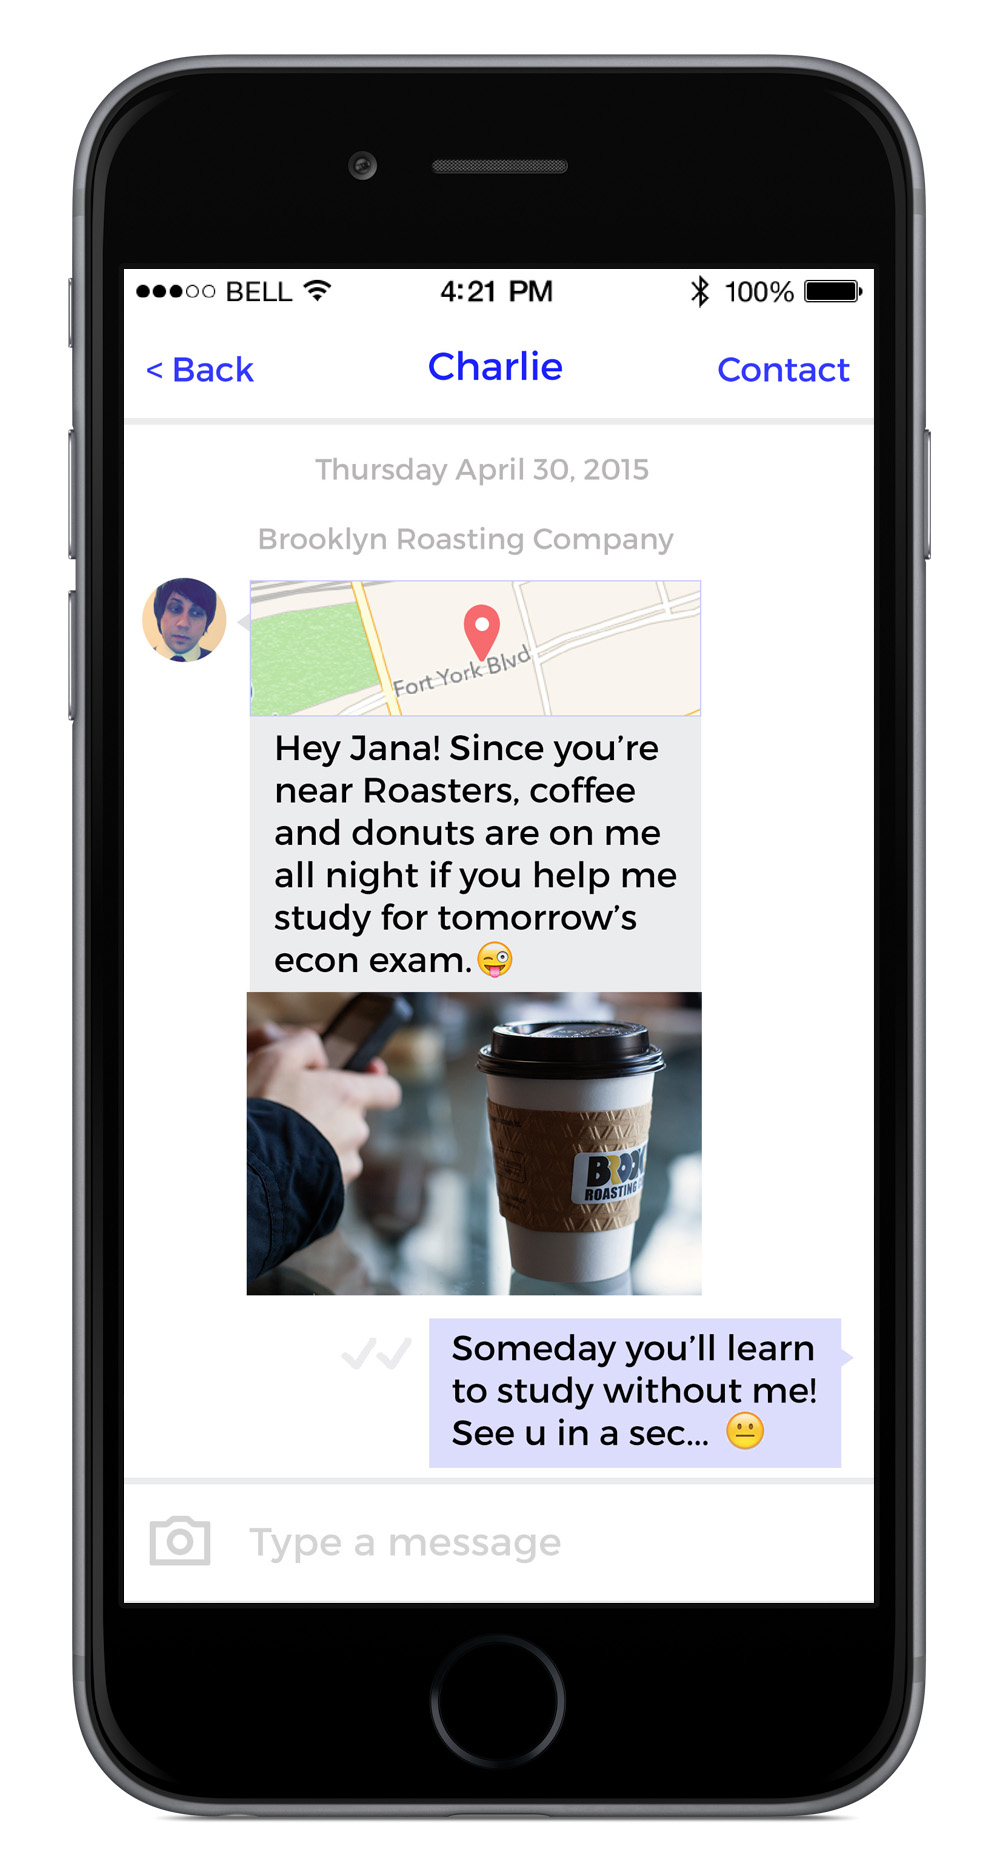 BELL 4:21 PM 100%
< Back Charlie Contact
Thursday April 30, 2015
Brooklyn Roasting Company
Fort York Blvd
Hey Jana! Since you’re
near Roasters, coffee
and donuts are on me
all night if you help me
study for tomorrow’s
econ exam.😜
BROOK
ROASTING
Someday you’ll learn
to study without me!
See u in a sec... 😐
Type a message